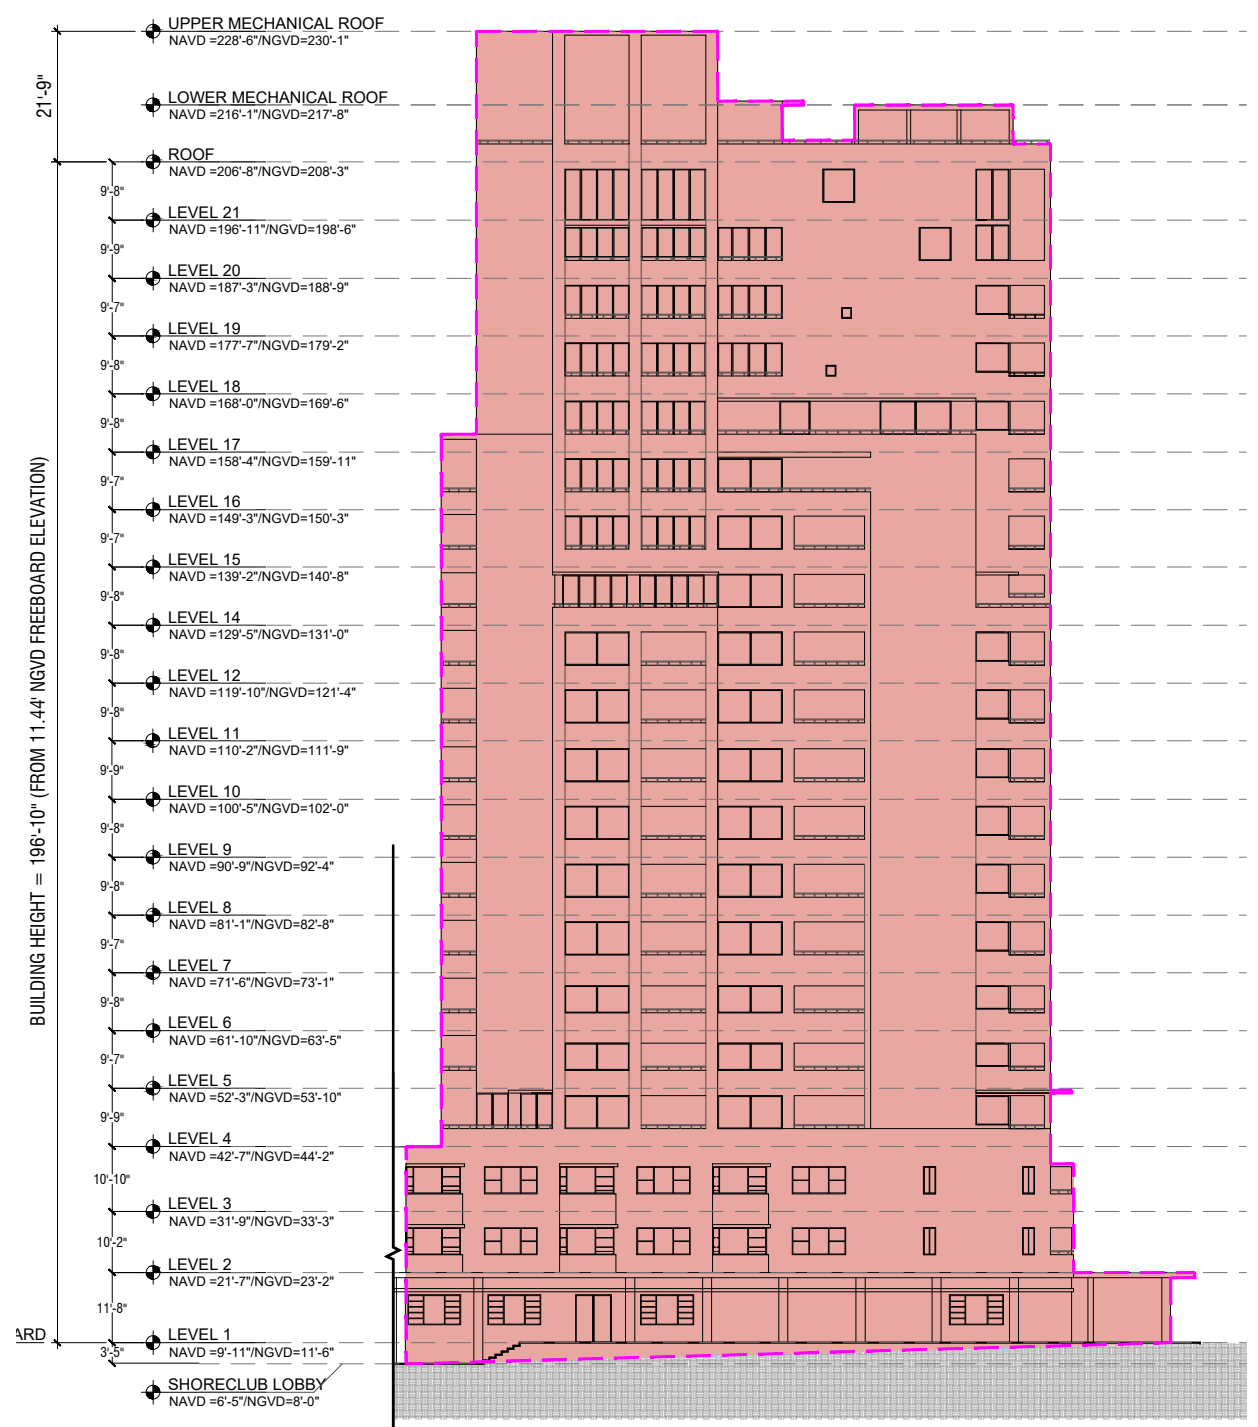 UPPER MECHANICAL ROOF
NAVD =228'-6"/NGVD=230'-1"
21'-9"
LOWER MECHANICAL ROOF
NAVD =216'-1"/NGVD=217'-8"
ROOF
NAVD =206'-8"/NGVD=208'-3"
9'-8"
LEVEL 21
NAVD =196'-11"/NGVD=198'-6"
9'-9"
LEVEL 20
NAVD =187'-3"/NGVD=188'-9"
9'-7"
LEVEL 19
NAVD =177'-7"/NGVD=179'-2"
9'-8"
LEVEL 18
NAVD =168'-0"/NGVD=169'-6"
9'-8"
LEVEL 17
NAVD =158'-4"/NGVD=159'-11"
9'-7"
LEVEL 16
NAVD =149'-3"/NGVD=150'-3"
9'-7"
LEVEL 15
NAVD =139'-2"/NGVD=140'-8"
9'-8"
LEVEL 14
NAVD =129'-5"/NGVD=131'-0"
9'-8"
LEVEL 12
NAVD =119'-10"/NGVD=121'-4"
9'-8"
LEVEL 11
NAVD =110'-2"/NGVD=111'-9"
9'-9"
LEVEL 10
NAVD =100'-5"/NGVD=102'-0"
9'-8"
LEVEL 9
NAVD =90'-9"/NGVD=92'-4"
9'-8"
LEVEL 8
NAVD =81'-1"/NGVD=82'-8"
9'-7"
LEVEL 7
NAVD =71'-6"/NGVD=73'-1"
9'-8"
LEVEL 6
NAVD =61'-10"/NGVD=63'-5"
9'-7"
LEVEL 5
NAVD =52'-3"/NGVD=53'-10"
9'-9"
LEVEL 4
NAVD =42'-7"/NGVD=44'-2"
10'-10"
LEVEL 3
NAVD =31'-9"/NGVD=33'-3"
10'-2"
LEVEL 2
NAVD =21'-7"/NGVD=23'-2"
11'-8"
LEVEL 1
NAVD =9'-11"/NGVD=11'-6"
3'-5"
SHORECLUB LOBBY
NAVD =6'-5"/NGVD=8'-0"
BUILDING HEIGHT = 196'-10" (FROM 11.44' NGVD FREEBOARD ELEVATION)
ARD